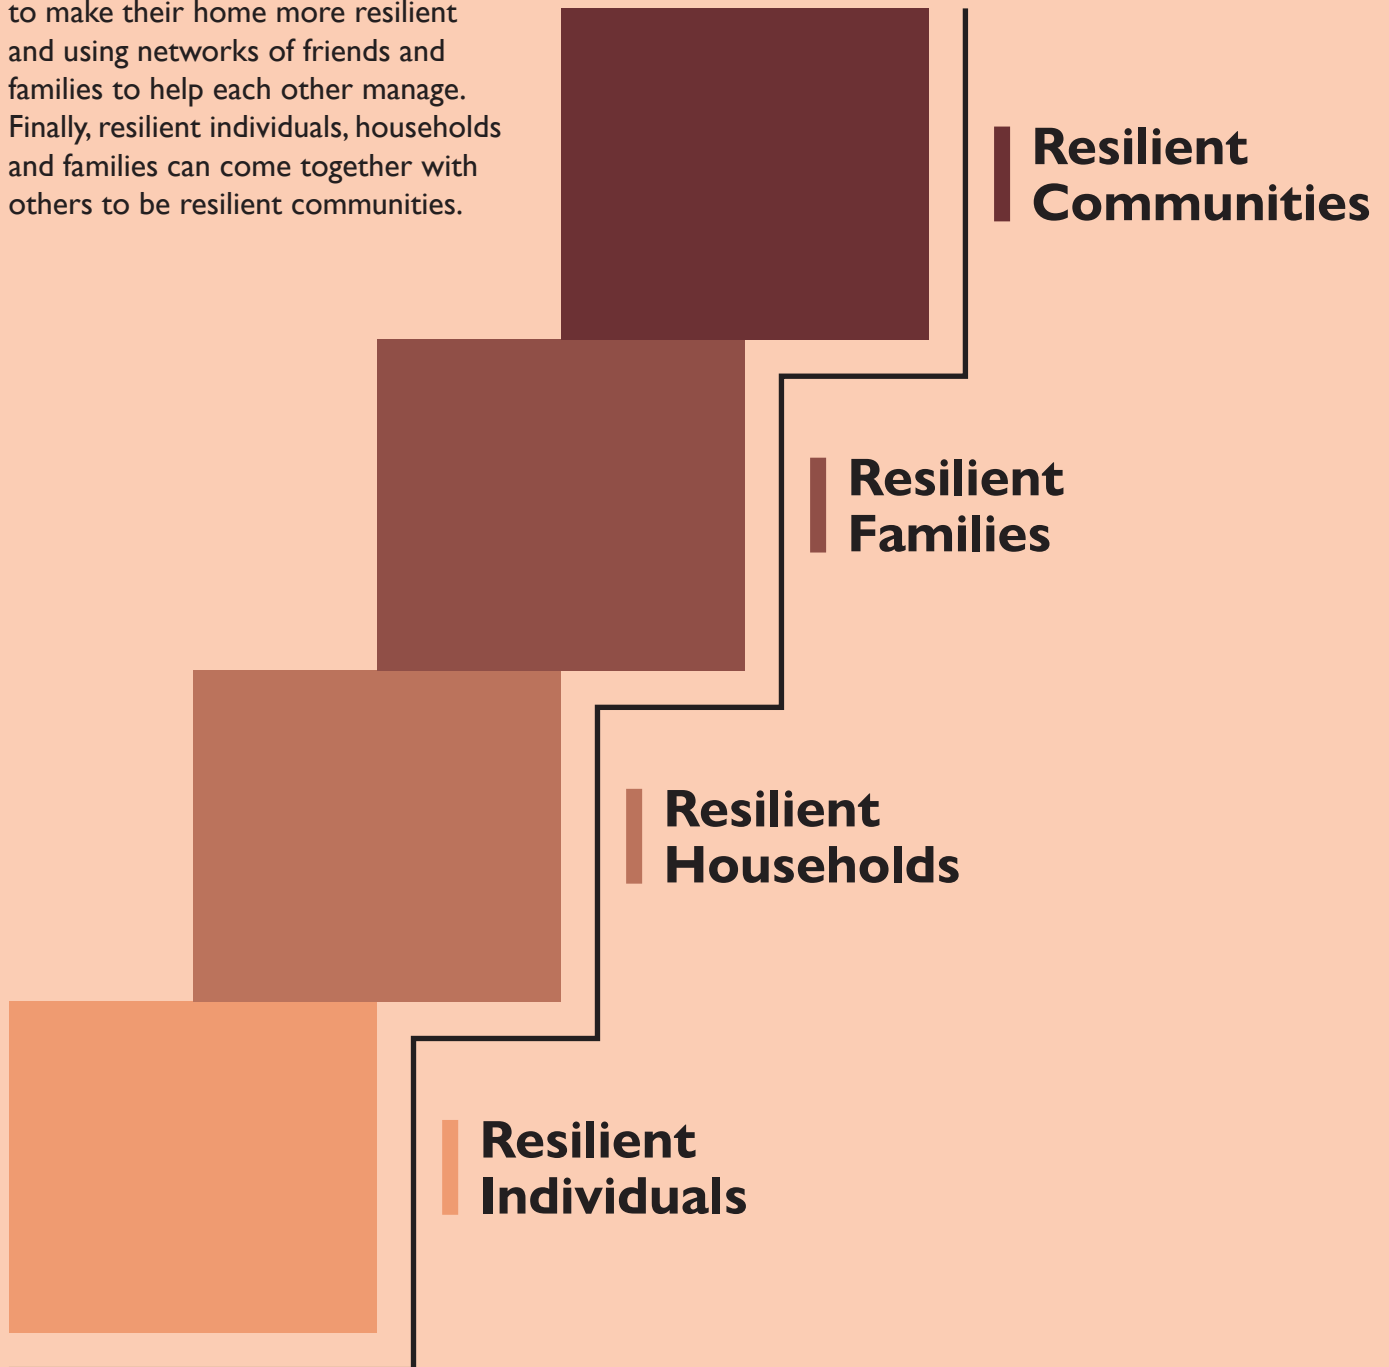 to make their home more resilient
and using networks of friends and
families to help each other manage.
Finally, resilient individuals, households
and families can come together with
others to be resilient communities.
Resilient
Communities
Resilient
Families
Resilient
Households
Resilient
Individuals